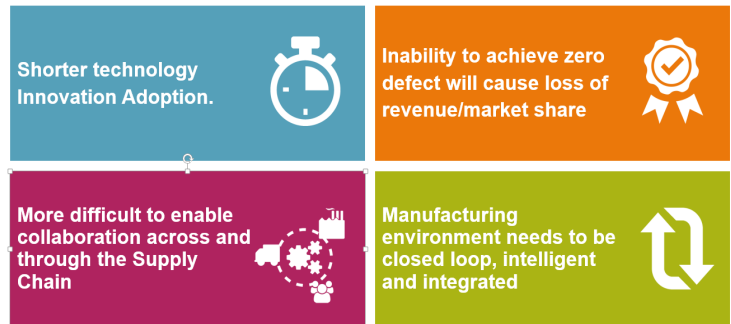 Shorter technology
Innovation Adoption.
Inability to achieve zero
defect will cause loss of
revenue/market share
More difficult to enable
collaboration across and
through the Supply
Chain
Manufacturing
environment needs to be
closed loop, intelligent
and integrated